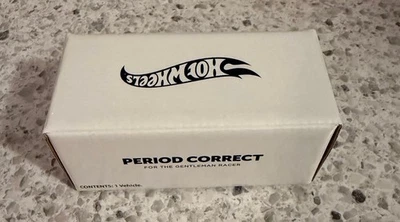 HOT WHEELS
PERIOD CORRECT
FOR THE GENTLEMAN RACER
CONTENTS: 1 Vehicle.